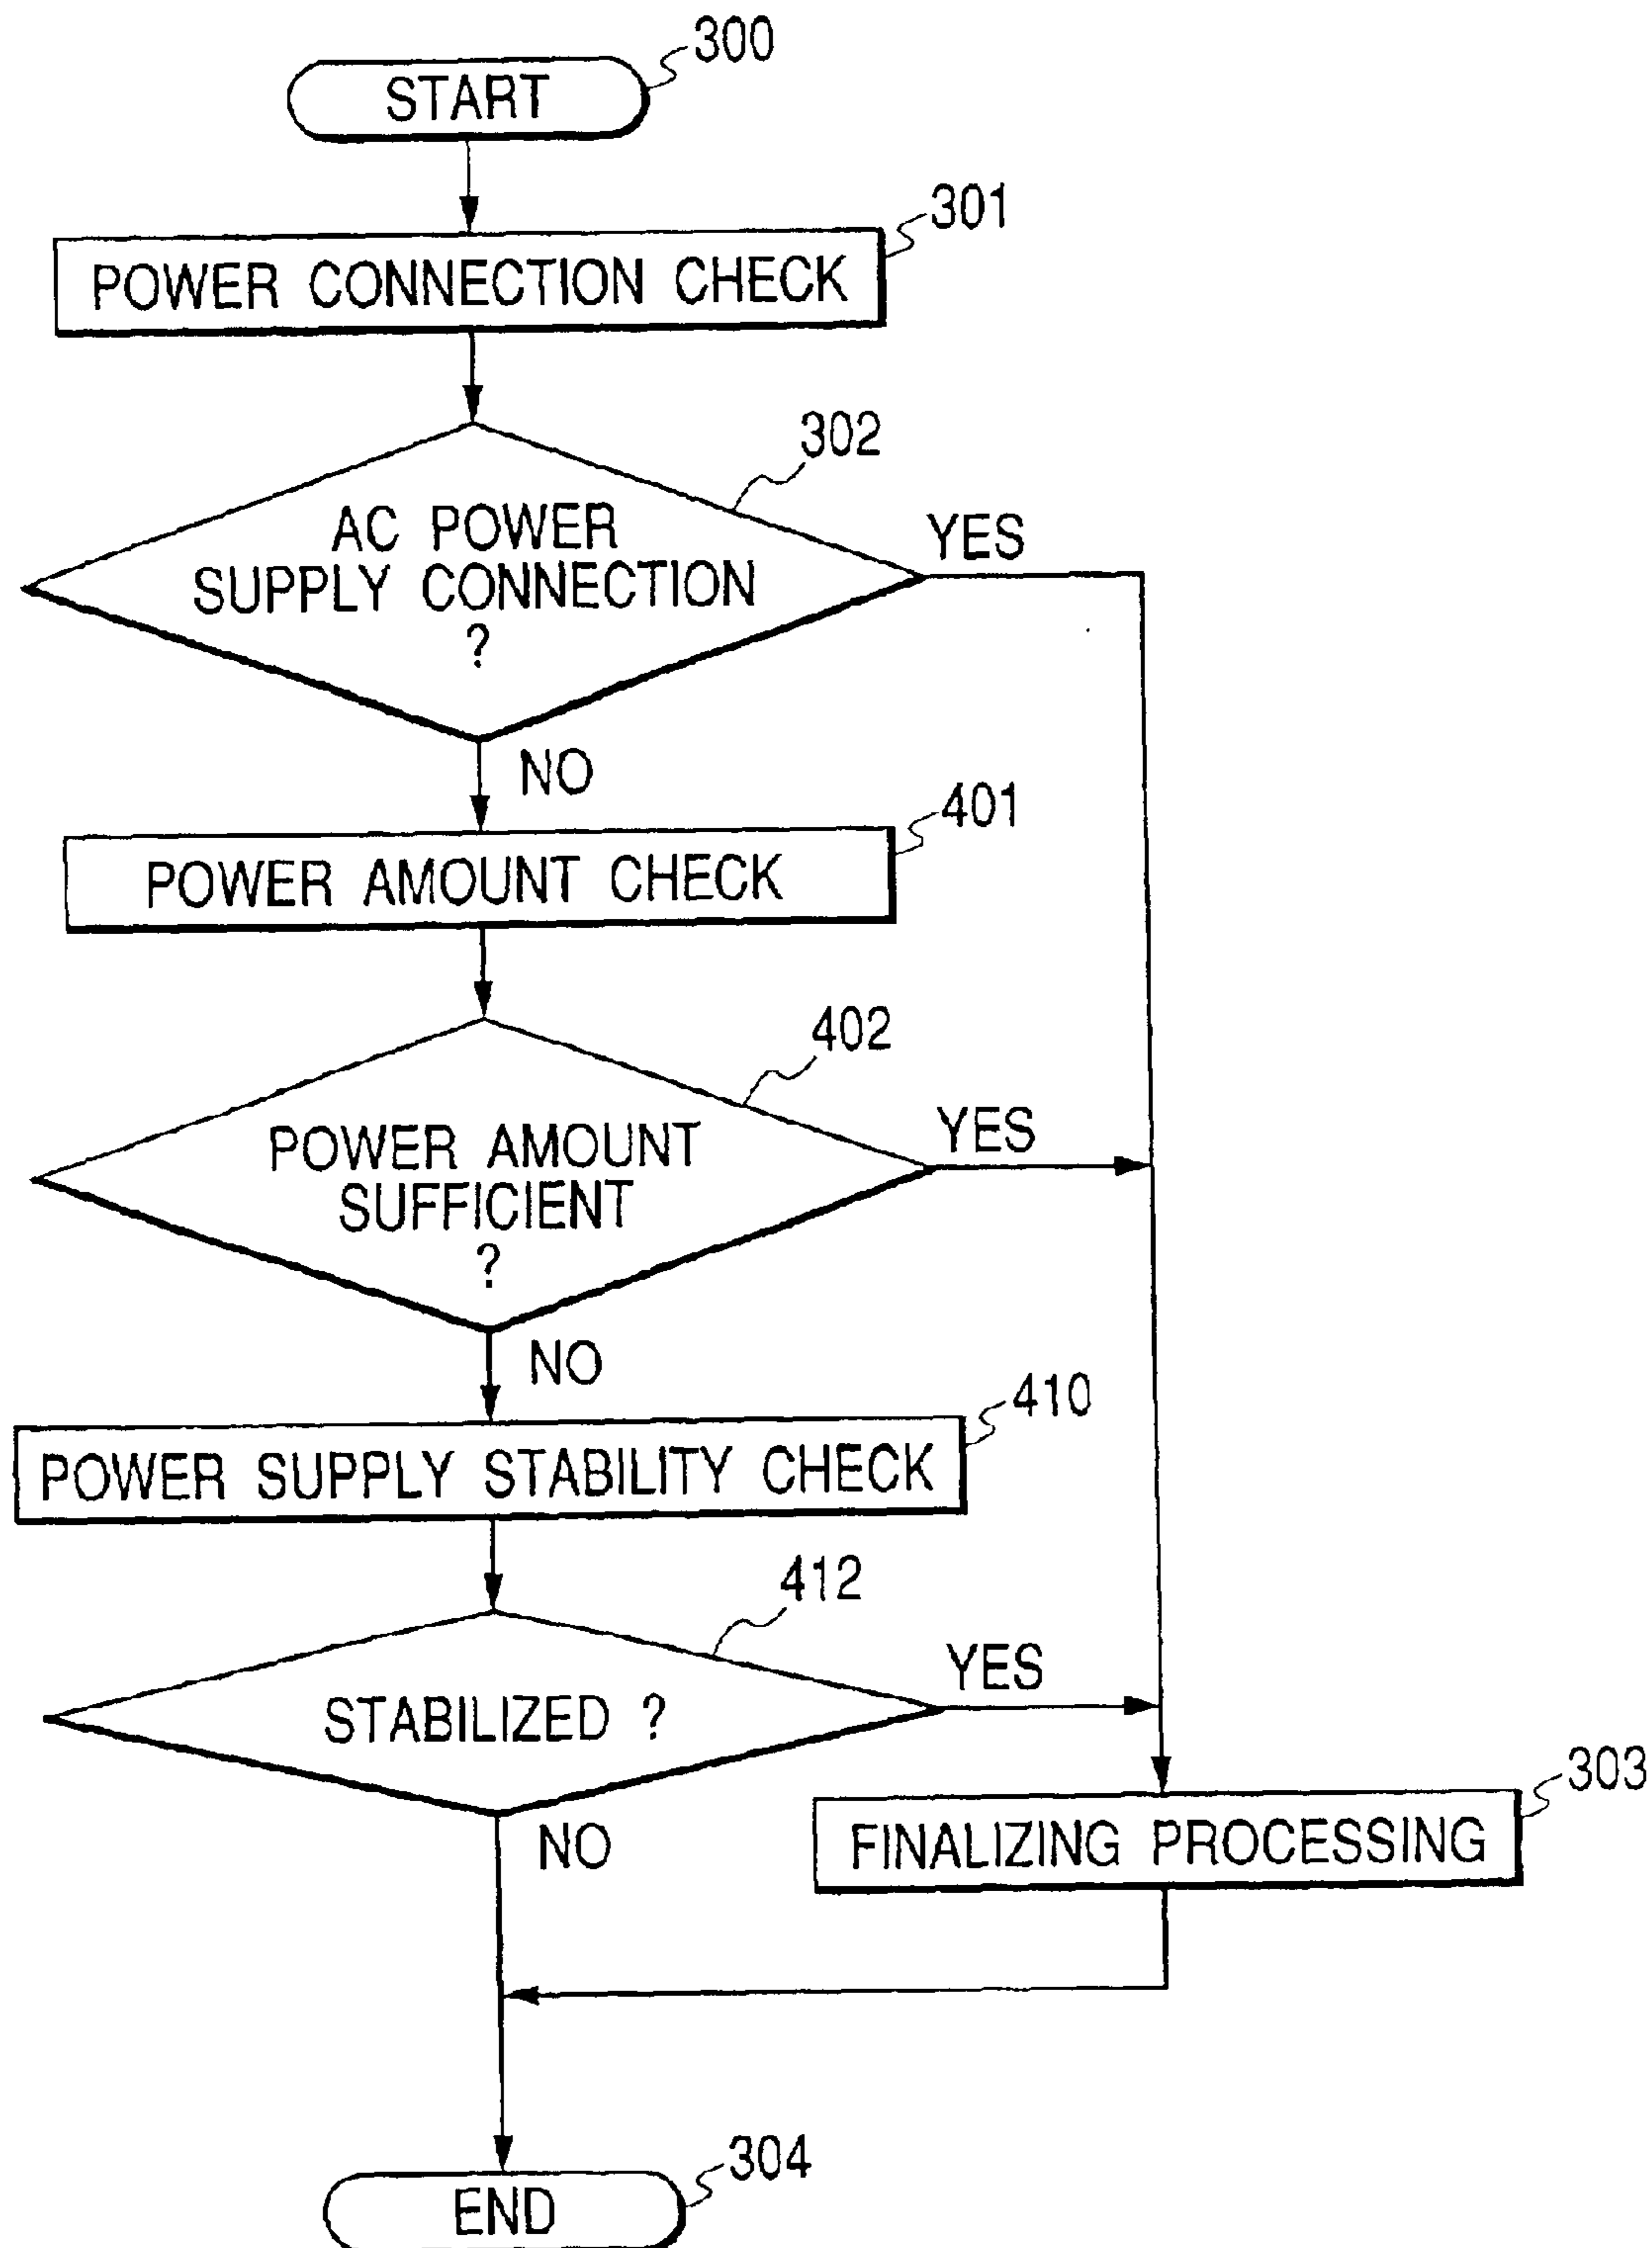 300
START
301
POWER CONNECTION CHECK
302
AC POWER
SUPPLY CONNECTION
?
YES
NO
401
POWER AMOUNT CHECK
402
POWER AMOUNT
SUFFICIENT
?
YES
NO
410
POWER SUPPLY STABILITY CHECK
412
STABILIZED ?
YES
NO
303
FINALIZING PROCESSING
304
END